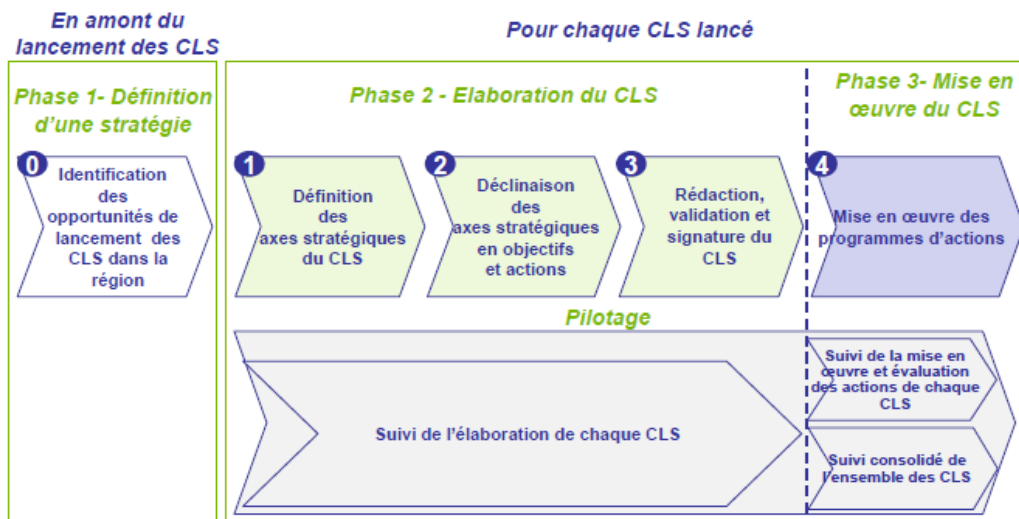 En amont du
lancement des CLS
Pour chaque CLS lancé
Phase 1- Définition
d'une stratégie
Phase 2 - Elaboration du CLS
Phase 3- Mise en
œuvre du CLS
0
Identification
des
opportunités de
lancement des
CLS dans la
région
1
Définition
des
axes stratégiques
du CLS
2
Déclinaison
des
axes stratégiques
en objectifs
et actions
3
Rédaction,
validation et
signature du
CLS
4
Mise en œuvre des
programmes d'actions
Pilotage
Suivi de l'élaboration de chaque CLS
Suivi de la mise en
œuvre et évaluation
des actions de chaque
CLS
Suivi consolidé de
l'ensemble des CLS